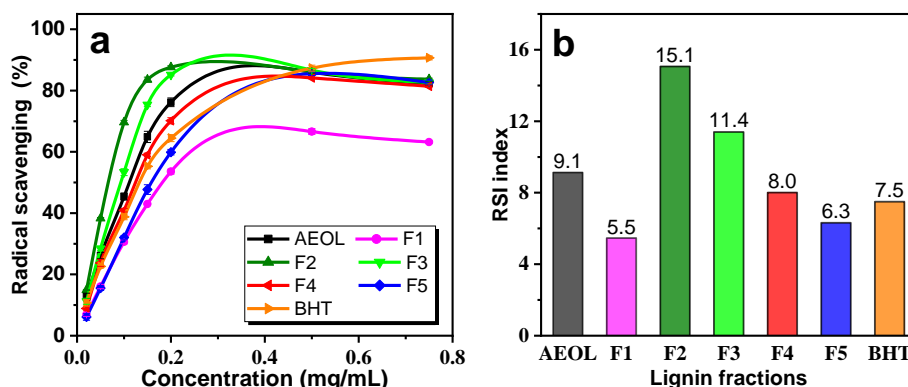 a
Radical scavenging (%)
100
80
60
40
20
0
AEOL
F1
F2
F3
F4
F5
BHT
0.0
0.2
0.4
0.6
0.8
Concentration (mg/mL)
b
RSI index
16
12
8
4
0
9.1
5.5
15.1
11.4
8.0
6.3
7.5
AEOL
F1
F2
F3
F4
F5
BHT
Lignin fractions